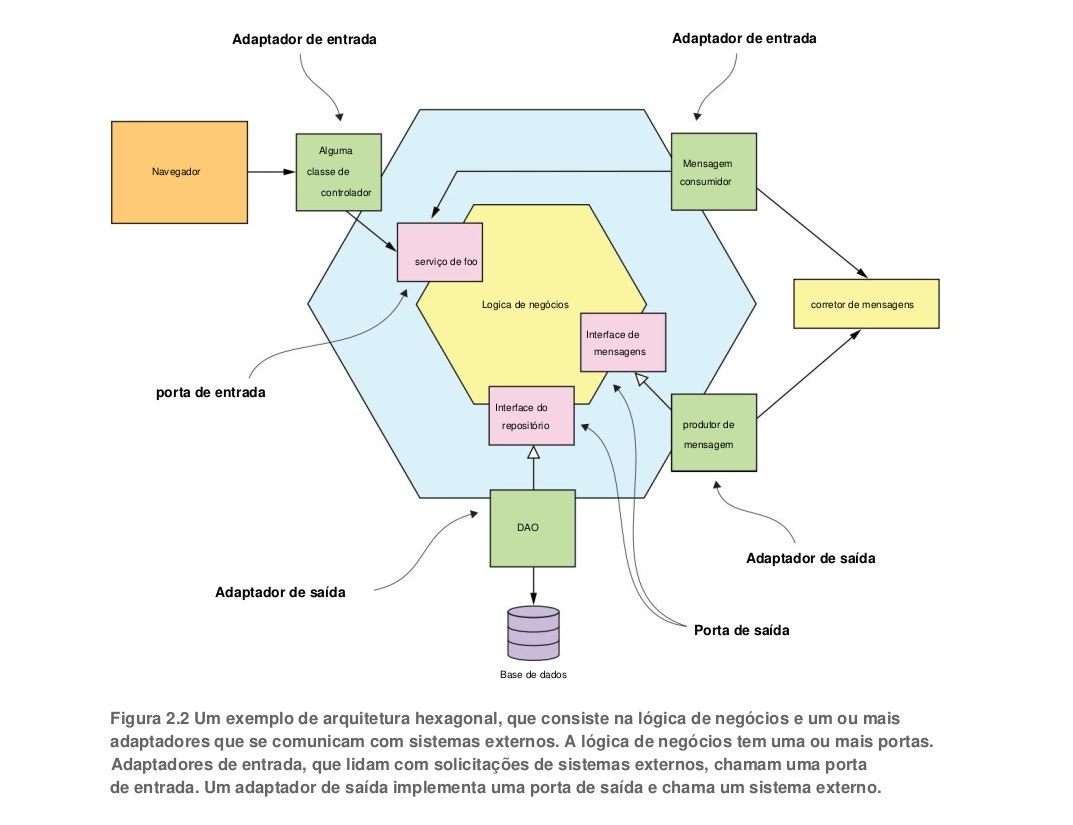 Adaptador de entrada
Adaptador de entrada
Navegador
Alguma
classe de
controlador
Mensagem
consumidor
serviço de foo
Logíca de negócios
corretor de mensagens
Interface de
mensagens
porta de entrada
Interface do
repositório
produtor de
mensagem
DAO
Adaptador de saída
Adaptador de saída
Porta de saída
Base de dados
Figura 2.2 Um exemplo de arquitetura hexagonal, que consiste na lógica de negócios e um ou mais
adaptadores que se comunicam com sistemas externos. A lógica de negócios tem uma ou mais portas.
Adaptadores de entrada, que lidam com solicitações de sistemas externos, chamam uma porta
de entrada. Um adaptador de saída implementa uma porta de saída e chama um sistema externo.